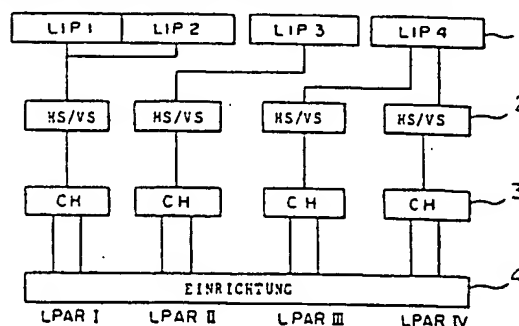 LIP 1 LIP 2 LIP 3 LIP 4
HS/VS HS/VS HS/VS HS/VS 2
CH CH CH CH 3
EINRICHTUNG 4
LPAR I LPAR II LPAR III LPAR IV